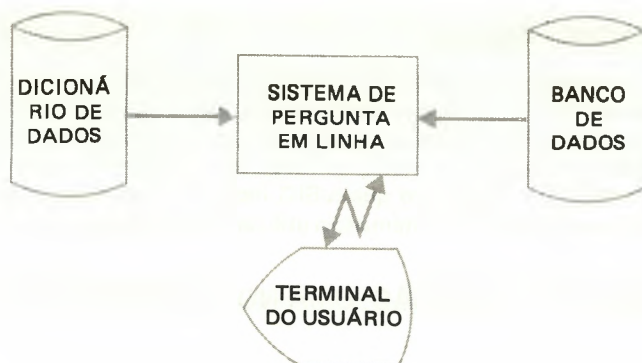 DICIONÁ
RIO DE
DADOS
SISTEMA DE
PERGUNTA
EM LINHA
BANCO
DE
DADOS
TERMINAL
DO USUÁRIO